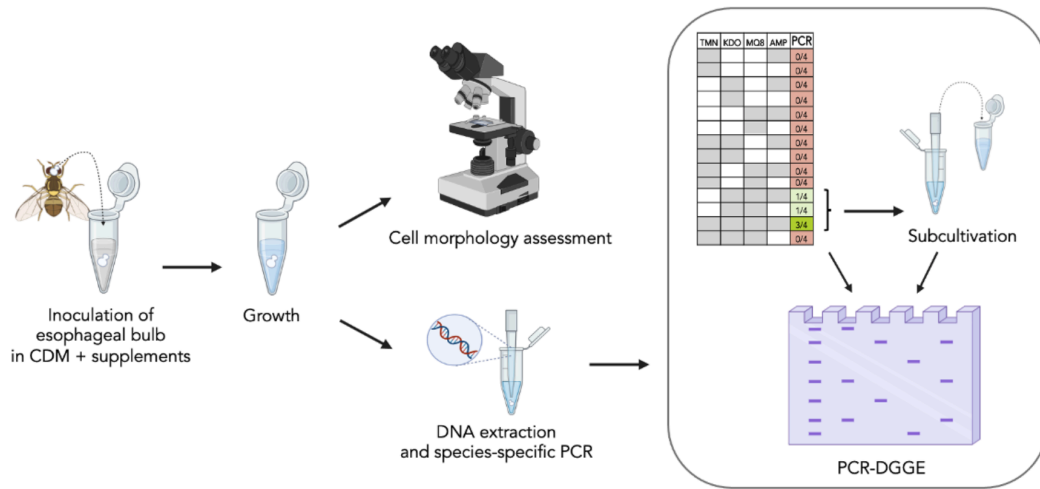 Inoculation of
esophageal bulb
in CDM + supplements
Growth
Cell morphology assessment
DNA extraction
and species-specific PCR
TMN KDO MQ8 AMP PCR
0/4
0/4
0/4
0/4
0/4
0/4
0/4
0/4
0/4
0/4
1/4
1/4
3/4
0/4
Subcultivation
PCR-DGGE